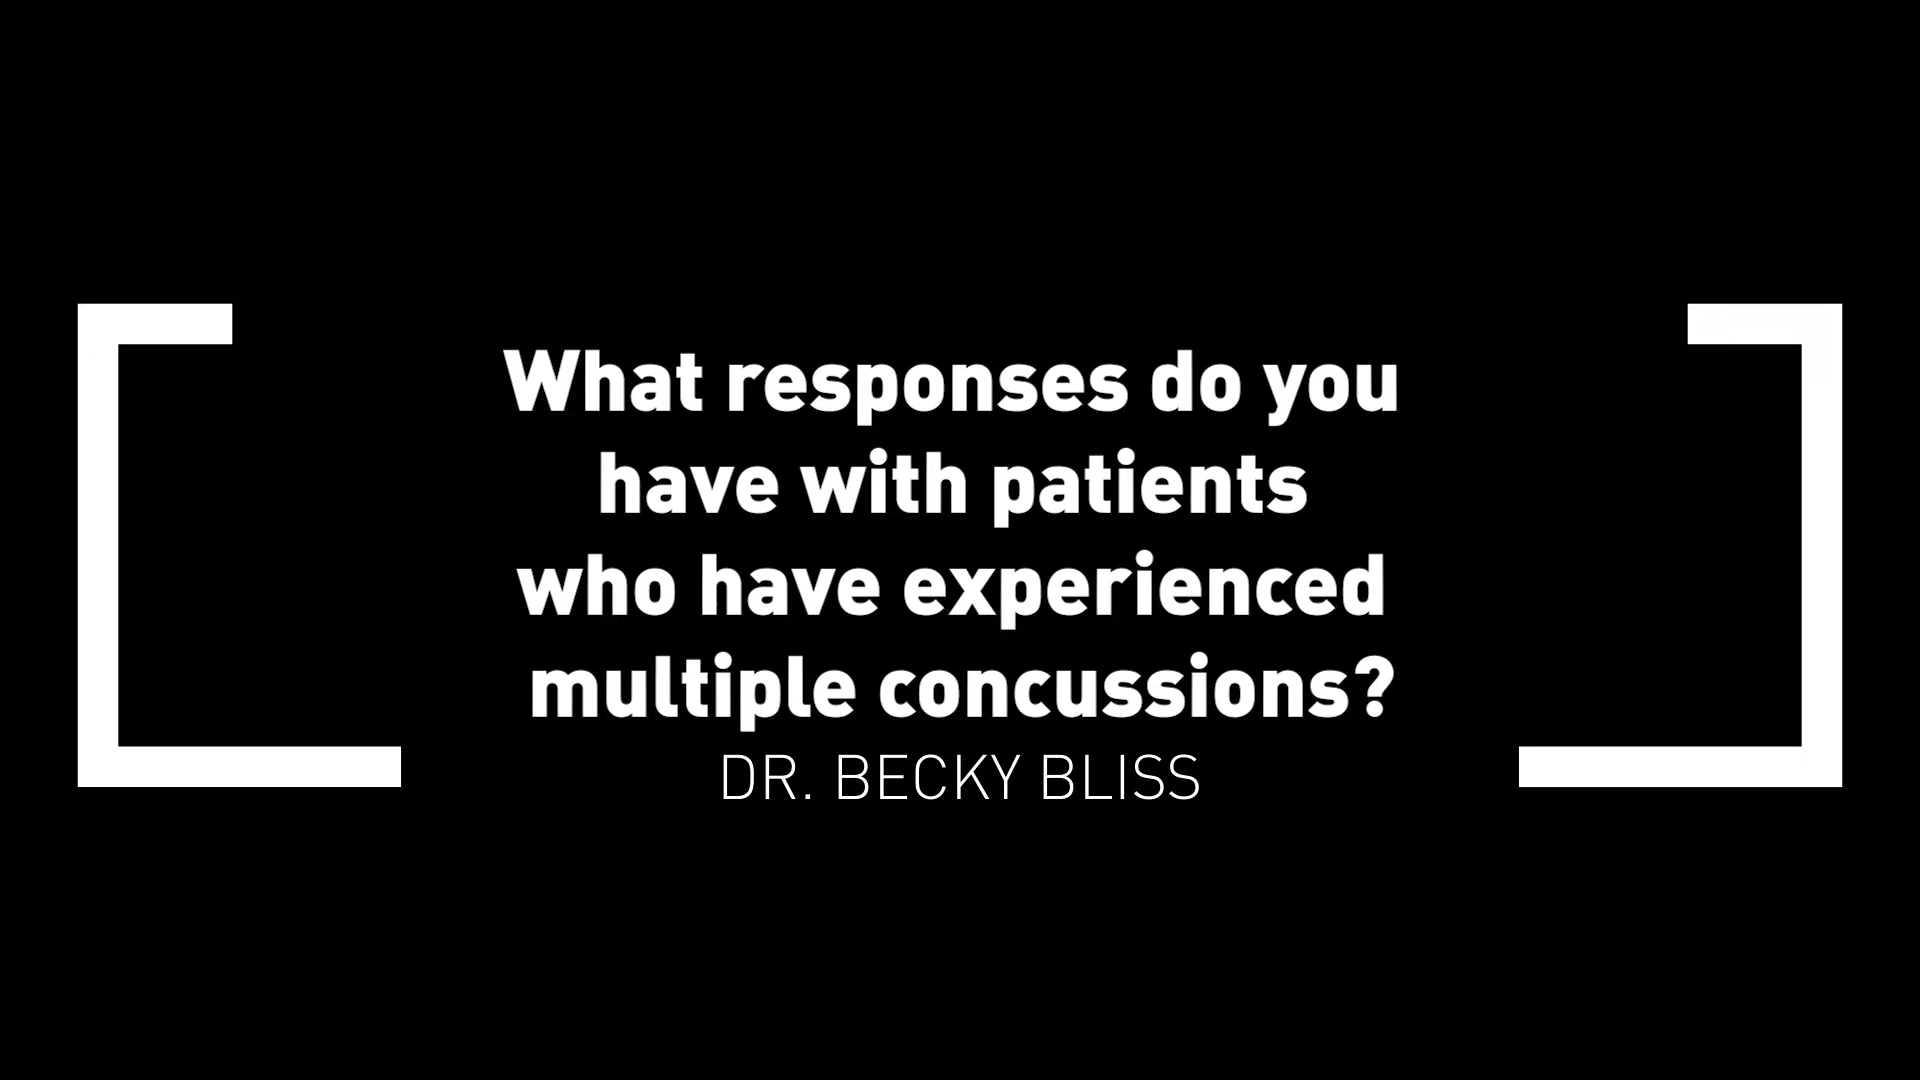 What responses do you
have with patients
who have experienced
multiple concussions?
DR. BECKY BLISS